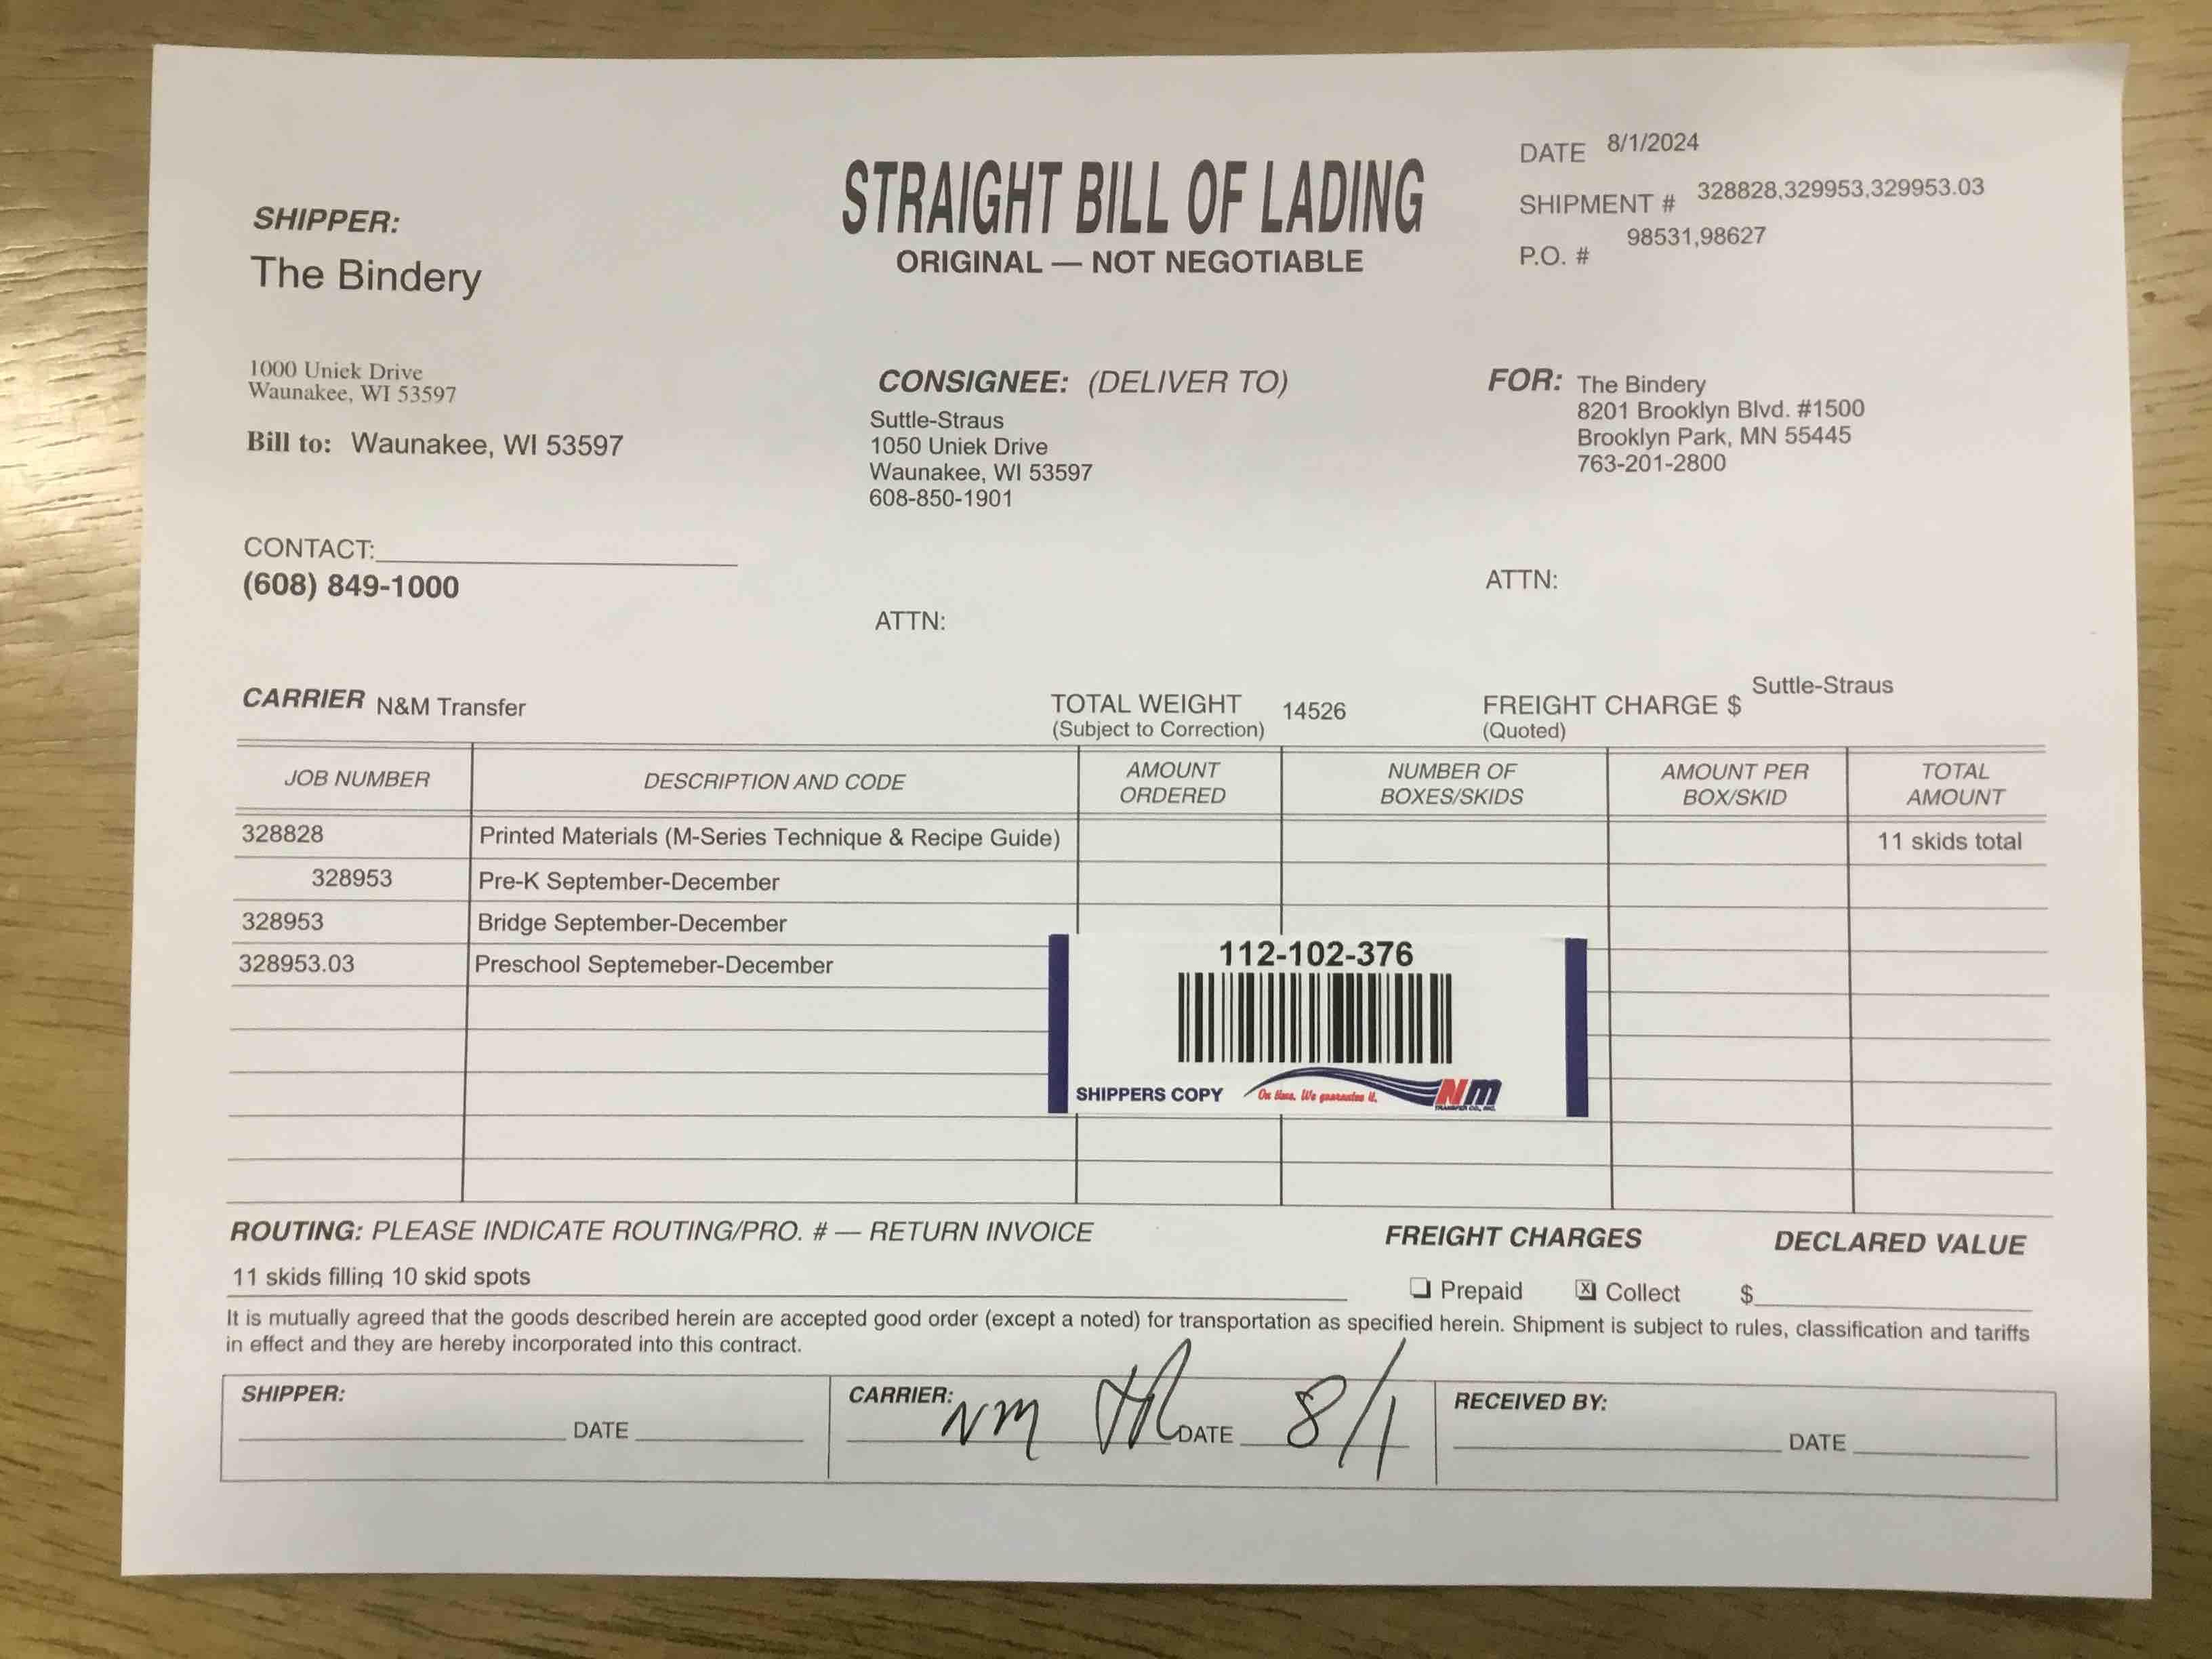 DATE 8/1/2024
STRAIGHT BILL OF LADING
SHIPMENT # 328828,329953,329953.03
SHIPPER:
ORIGINAL — NOT NEGOTIABLE
P.O. # 98531,98627
The Bindery
1000 Uniek Drive
Waunakee, WI 53597
Bill to: Waunakee, WI 53597
CONSIGNEE: (DELIVER TO)
Suttle-Straus
1050 Uniek Drive
Waunakee, WI 53597
608-850-1901
FOR: The Bindery
8201 Brooklyn Blvd. #1500
Brooklyn Park, MN 55445
763-201-2800
CONTACT:
(608) 849-1000
ATTN:
ATTN:
CARRIER N&M Transfer
TOTAL WEIGHT 14526
(Subject to Correction)
FREIGHT CHARGE $ Suttle-Straus
(Quoted)
JOB NUMBER DESCRIPTION AND CODE AMOUNT ORDERED NUMBER OF BOXES/SKIDS AMOUNT PER BOX/SKID TOTAL AMOUNT
328828 Printed Materials (M-Series Technique & Recipe Guide) 11 skids total
328953 Pre-K September-December
328953 Bridge September-December
328953.03 Preschool Septemeber-December
112-102-376
SHIPPERS COPY On time. We guarantee it. NM
TRANSFER CO., INC.
ROUTING: PLEASE INDICATE ROUTING/PRO. # — RETURN INVOICE
FREIGHT CHARGES DECLARED VALUE
11 skids filling 10 skid spots
Prepaid X Collect $
It is mutually agreed that the goods described herein are accepted good order (except a noted) for transportation as specified herein. Shipment is subject to rules, classification and tariffs
in effect and they are hereby incorporated into this contract.
SHIPPER: DATE
CARRIER: NM DATE 8/1
RECEIVED BY: DATE